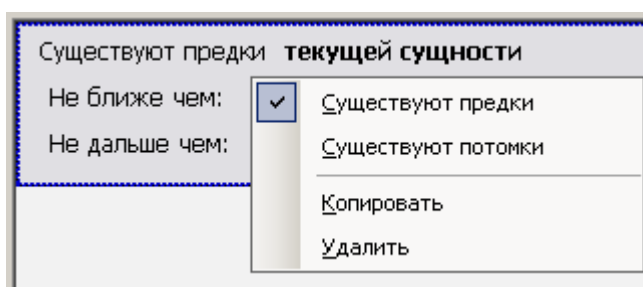 Существуют предки текущей сущности
Не ближе чем:
Не дальше чем:
Существуют предки
Существуют потомки
Копировать
Удалить